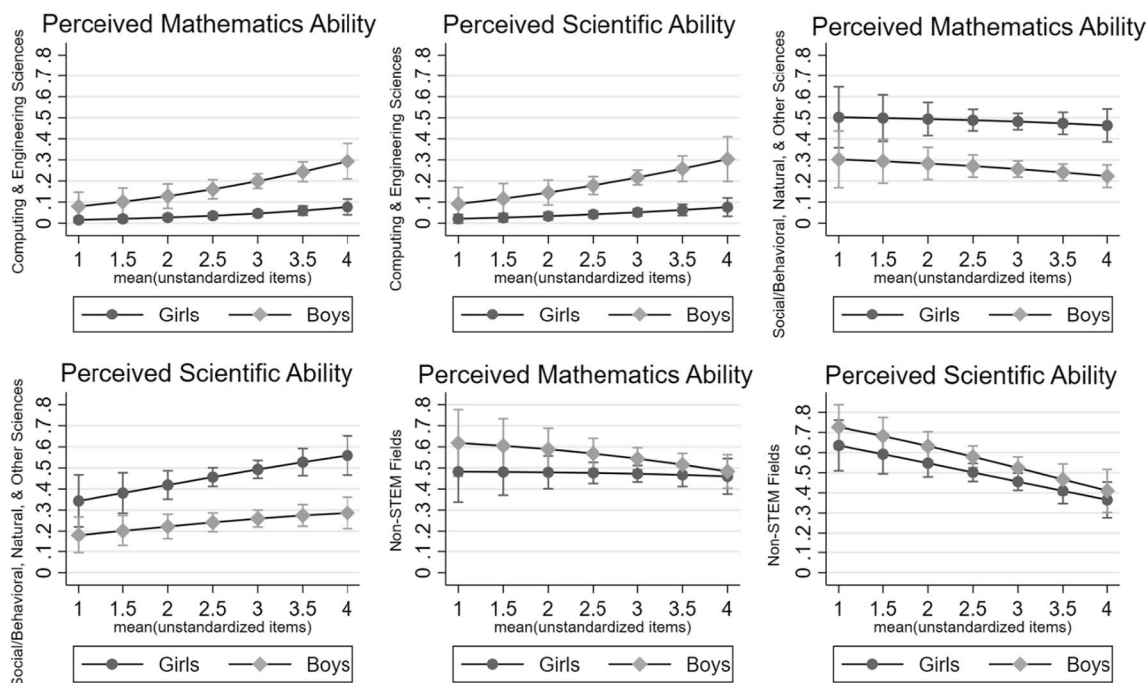 Perceived Mathematics Ability
Computing & Engineering Sciences
0 .1 .2 .3 .4 .5 .6 .7 .8
1 1.5 2 2.5 3 3.5 4
mean(unstandardized items)
Girls Boys
Perceived Scientific Ability
Computing & Engineering Sciences
0 .1 .2 .3 .4 .5 .6 .7 .8
1 1.5 2 2.5 3 3.5 4
mean(unstandardized items)
Girls Boys
Perceived Mathematics Ability
Social/Behavioral, Natural, & Other Sciences
0 .1 .2 .3 .4 .5 .6 .7 .8
1 1.5 2 2.5 3 3.5 4
mean(unstandardized items)
Girls Boys
Perceived Scientific Ability
Social/Behavioral, Natural, & Other Sciences
0 .1 .2 .3 .4 .5 .6 .7 .8
1 1.5 2 2.5 3 3.5 4
mean(unstandardized items)
Girls Boys
Perceived Mathematics Ability
Non-STEM Fields
0 .1 .2 .3 .4 .5 .6 .7 .8
1 1.5 2 2.5 3 3.5 4
mean(unstandardized items)
Girls Boys
Perceived Scientific Ability
Non-STEM Fields
0 .1 .2 .3 .4 .5 .6 .7 .8
1 1.5 2 2.5 3 3.5 4
mean(unstandardized items)
Girls Boys